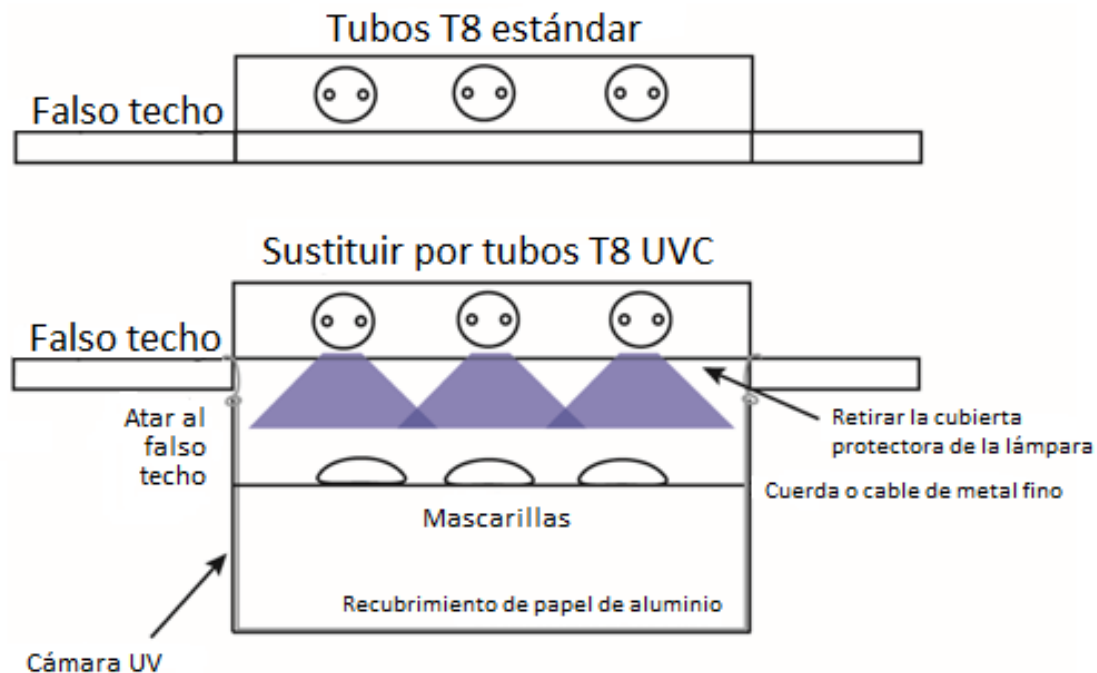 Tubos T8 estándar
Falso techo
Sustituir por tubos T8 UVC
Falso techo
Atar al
falso
techo
Retirar la cubierta
protectora de la lámpara
Cuerda o cable de metal fino
Mascarillas
Recubrimiento de papel de aluminio
Cámara UV